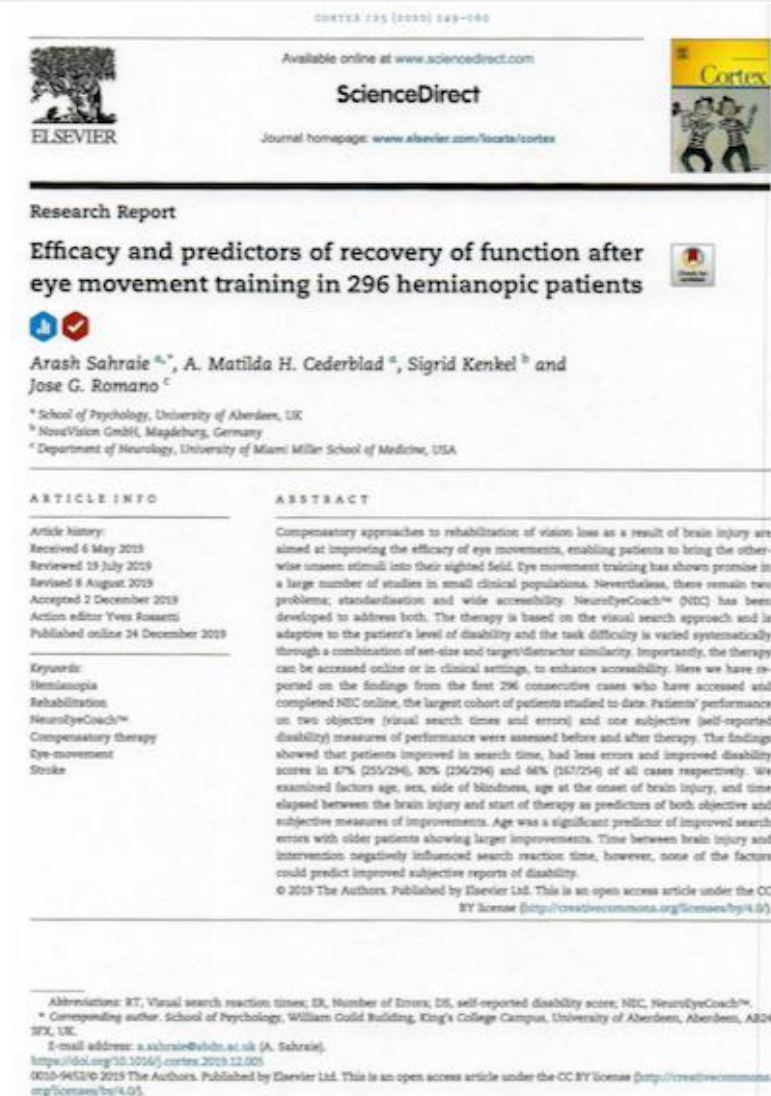 CORTEX 125 (2020) 249–260
Available online at www.sciencedirect.com
ScienceDirect
Journal homepage: www.elsevier.com/locate/cortex
ELSEVIER
Cortex
Research Report
Efficacy and predictors of recovery of function after
eye movement training in 296 hemianopic patients
Check for
updates
Arash Sahraie a,*, A. Matilda H. Cederblad a, Sigrid Kenkel b and
Jose G. Romano c
a School of Psychology, University of Aberdeen, UK
b NovaVision GmbH, Magdeburg, Germany
c Department of Neurology, University of Miami Miller School of Medicine, USA
ARTICLE INFO
Article history:
Received 6 May 2019
Reviewed 19 July 2019
Revised 8 August 2019
Accepted 2 December 2019
Action editor Yves Rossetti
Published online 24 December 2019
Keywords:
Hemianopia
Rehabilitation
NeuroEyeCoach™
Compensatory therapy
Eye-movement
Stroke
ABSTRACT
Compensatory approaches to rehabilitation of vision loss as a result of brain injury are
aimed at improving the efficacy of eye movements, enabling patients to bring the other-
wise unseen stimuli into their sighted field. Eye movement training has shown promise in
a large number of studies in small clinical populations. Nevertheless, there remain two
problems; standardisation and wide accessibility. NeuroEyeCoach™ (NEC) has been
developed to address both. The therapy is based on the visual search approach and is
adaptive to the patient's level of disability and the task difficulty is varied systematically
through a combination of set-size and target/distractor similarity. Importantly, the therapy
can be accessed online or in clinical settings, to enhance accessibility. Here we have re-
ported on the findings from the first 296 consecutive cases who have accessed and
completed NEC online, the largest cohort of patients studied to date. Patients' performance
on two objective (visual search times and errors) and one subjective (self-reported
disability) measures of performance were assessed before and after therapy. The findings
showed that patients improved in search time, had less errors and improved disability
scores in 87% (255/294), 80% (236/294) and 66% (167/254) of all cases respectively. We
examined factors age, sex, side of blindness, age at the onset of brain injury, and time
elapsed between the brain injury and start of therapy as predictors of both objective and
subjective measures of improvements. Age was a significant predictor of improved search
errors with older patients showing larger improvements. Time between brain injury and
intervention negatively influenced search reaction time, however, none of the factors
could predict improved subjective reports of disability.
© 2019 The Authors. Published by Elsevier Ltd. This is an open access article under the CC
BY license (http://creativecommons.org/licenses/by/4.0/).
Abbreviations: RT, Visual search reaction times; ER, Number of Errors; DS, self-reported disability score; NEC, NeuroEyeCoach™.
* Corresponding author. School of Psychology, William Guild Building, King's College Campus, University of Aberdeen, Aberdeen, AB24
3FX, UK.
E-mail address: a.sahraie@abdn.ac.uk (A. Sahraie).
https://doi.org/10.1016/j.cortex.2019.12.005
0010-9452/© 2019 The Authors. Published by Elsevier Ltd. This is an open access article under the CC BY license (http://creativecommons.
org/licenses/by/4.0/).